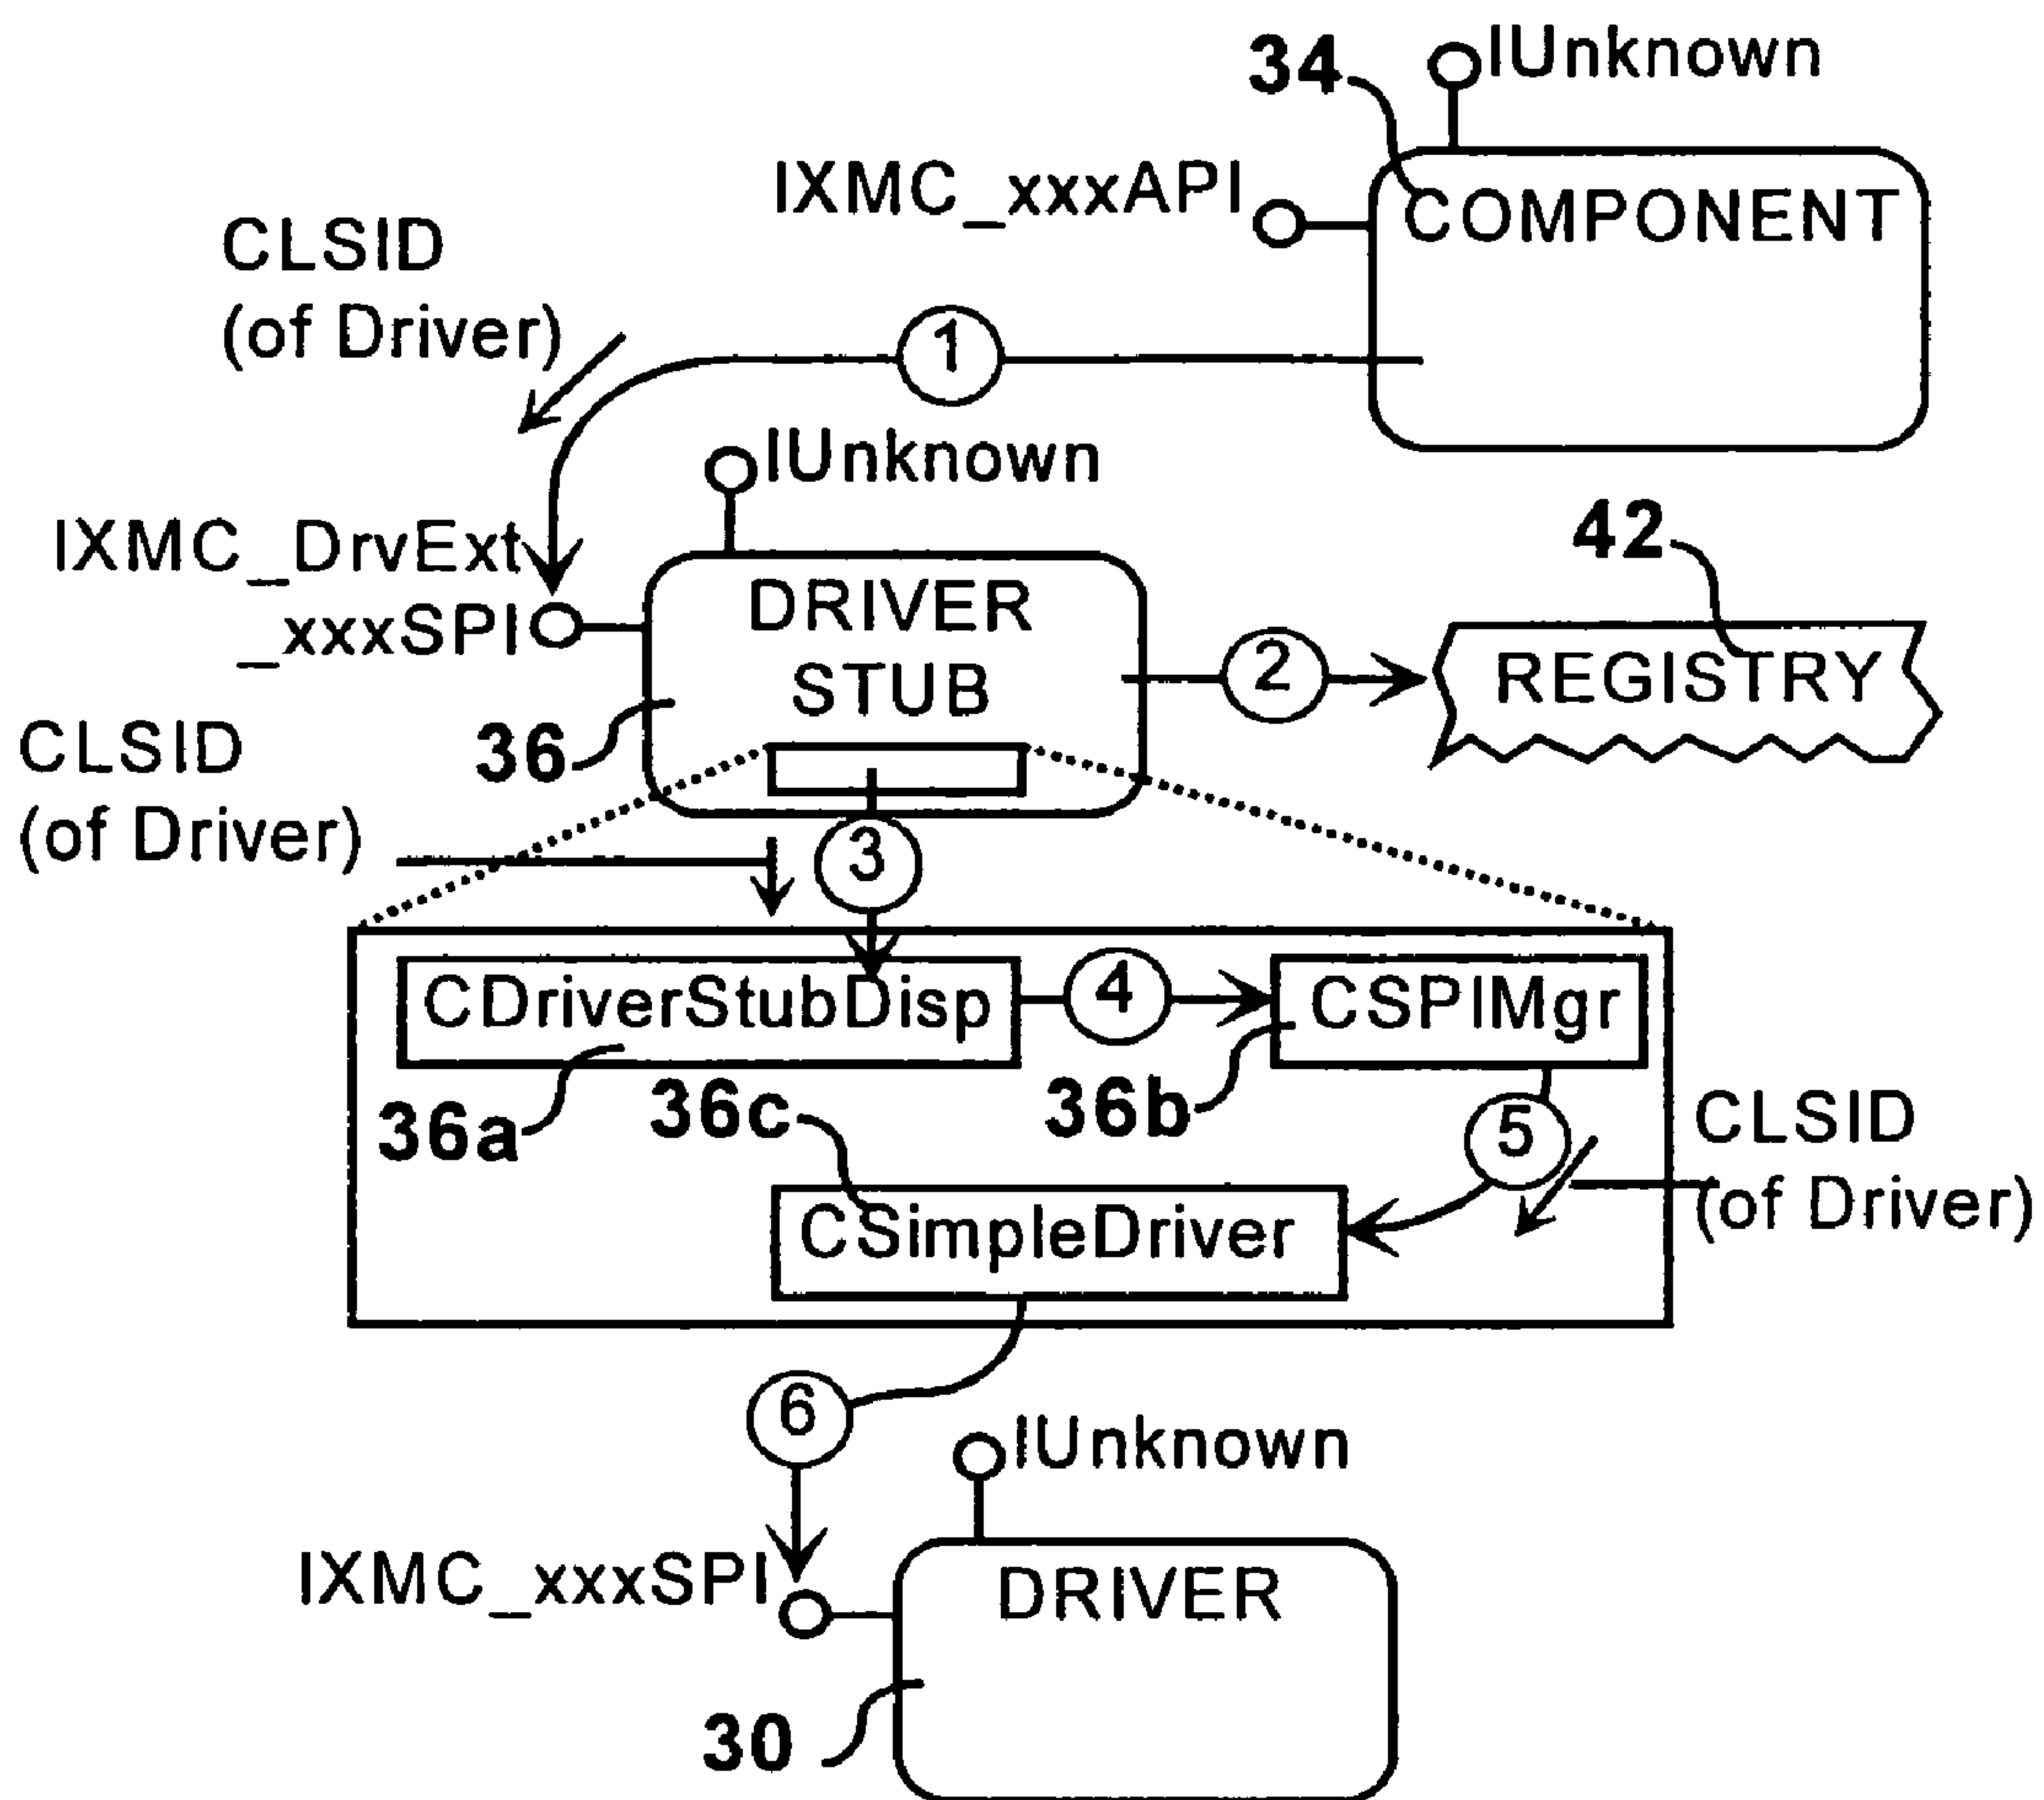 34
IUnknown
IXMC_xxxAPI
COMPONENT
CLSID
(of Driver)
1
IUnknown
IXMC_DrvExt
_xxxSPI
DRIVER
STUB
42
2
REGISTRY
36
CLSID
(of Driver)
3
CDriverStubDisp
4
CSPIMgr
36a
36c
36b
5
CLSID
(of Driver)
CSimpleDriver
6
IUnknown
IXMC_xxxSPI
DRIVER
30